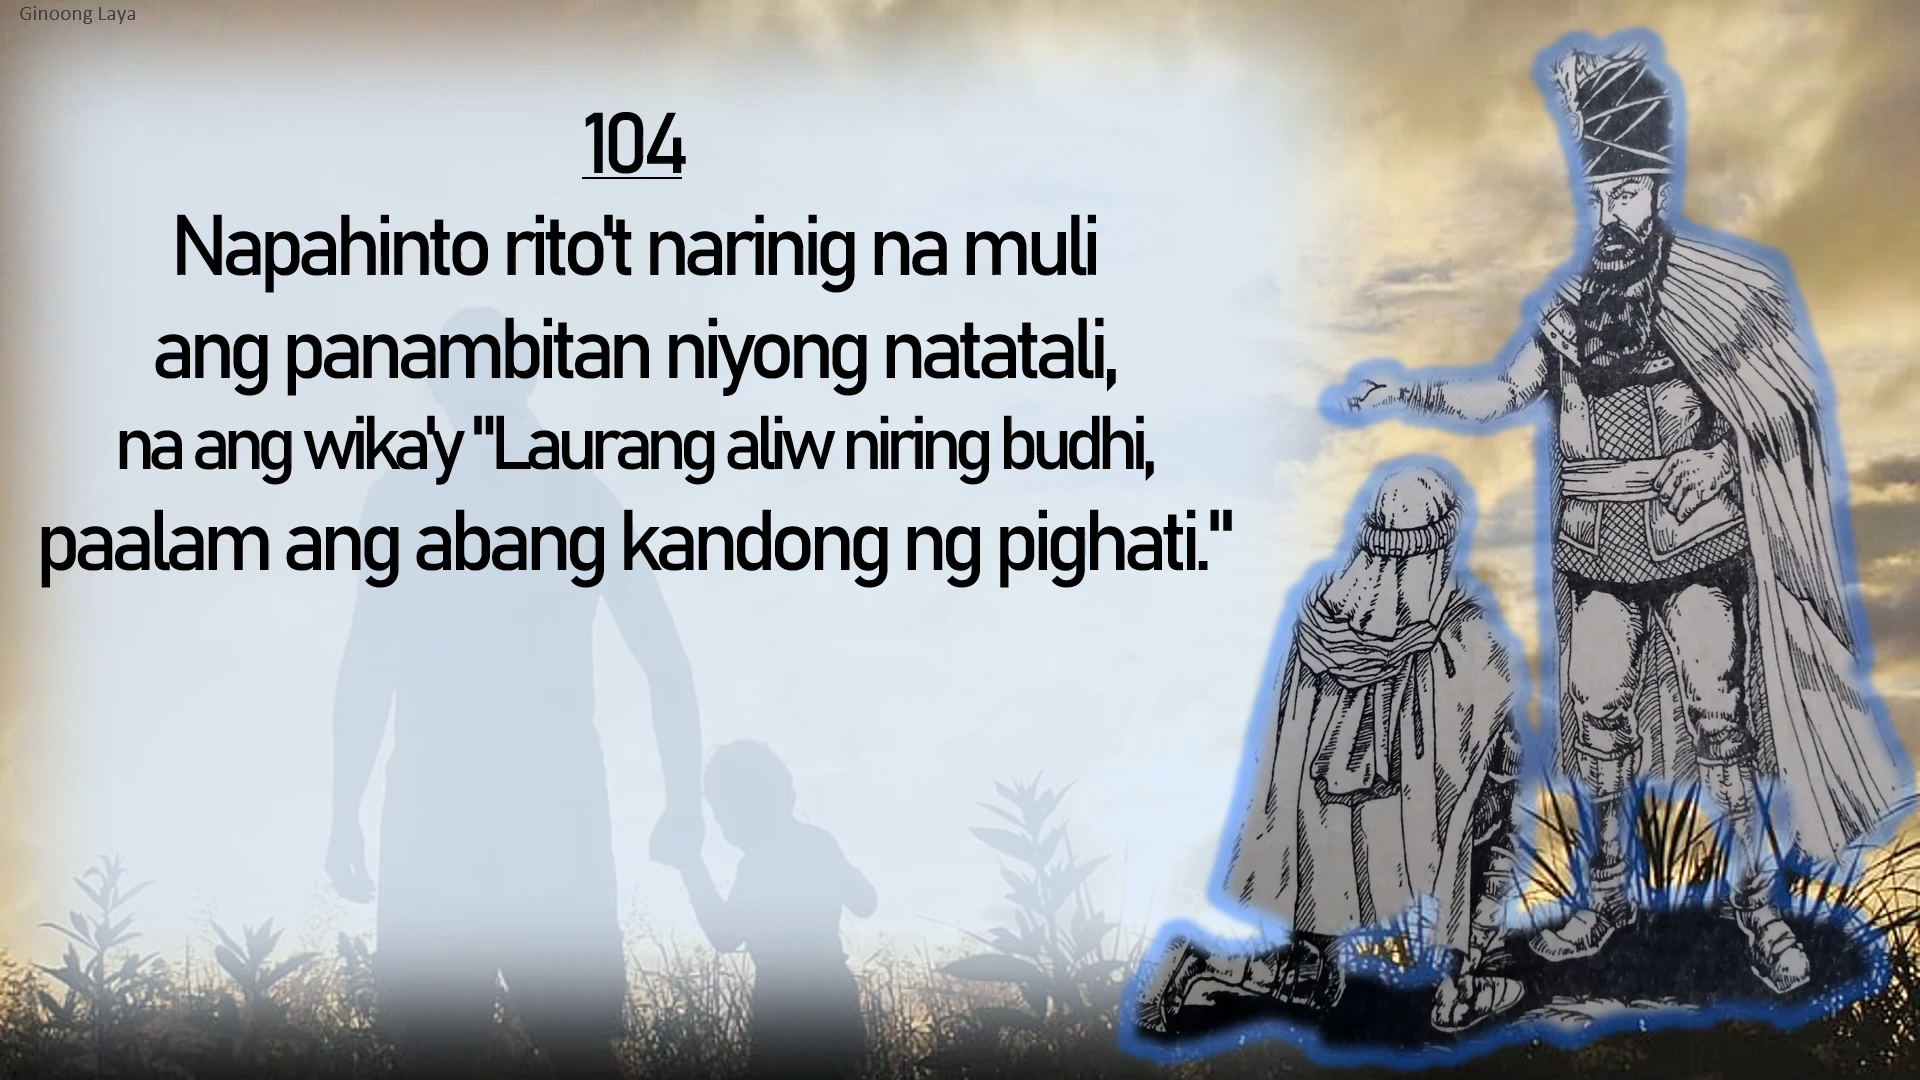 Ginoong Laya
104
Napahinto rito't narinig na muli
ang panambitan niyong natatali,
na ang wika'y "Laurang aliw niring budhi,
paalam ang abang kandong ng pighati."